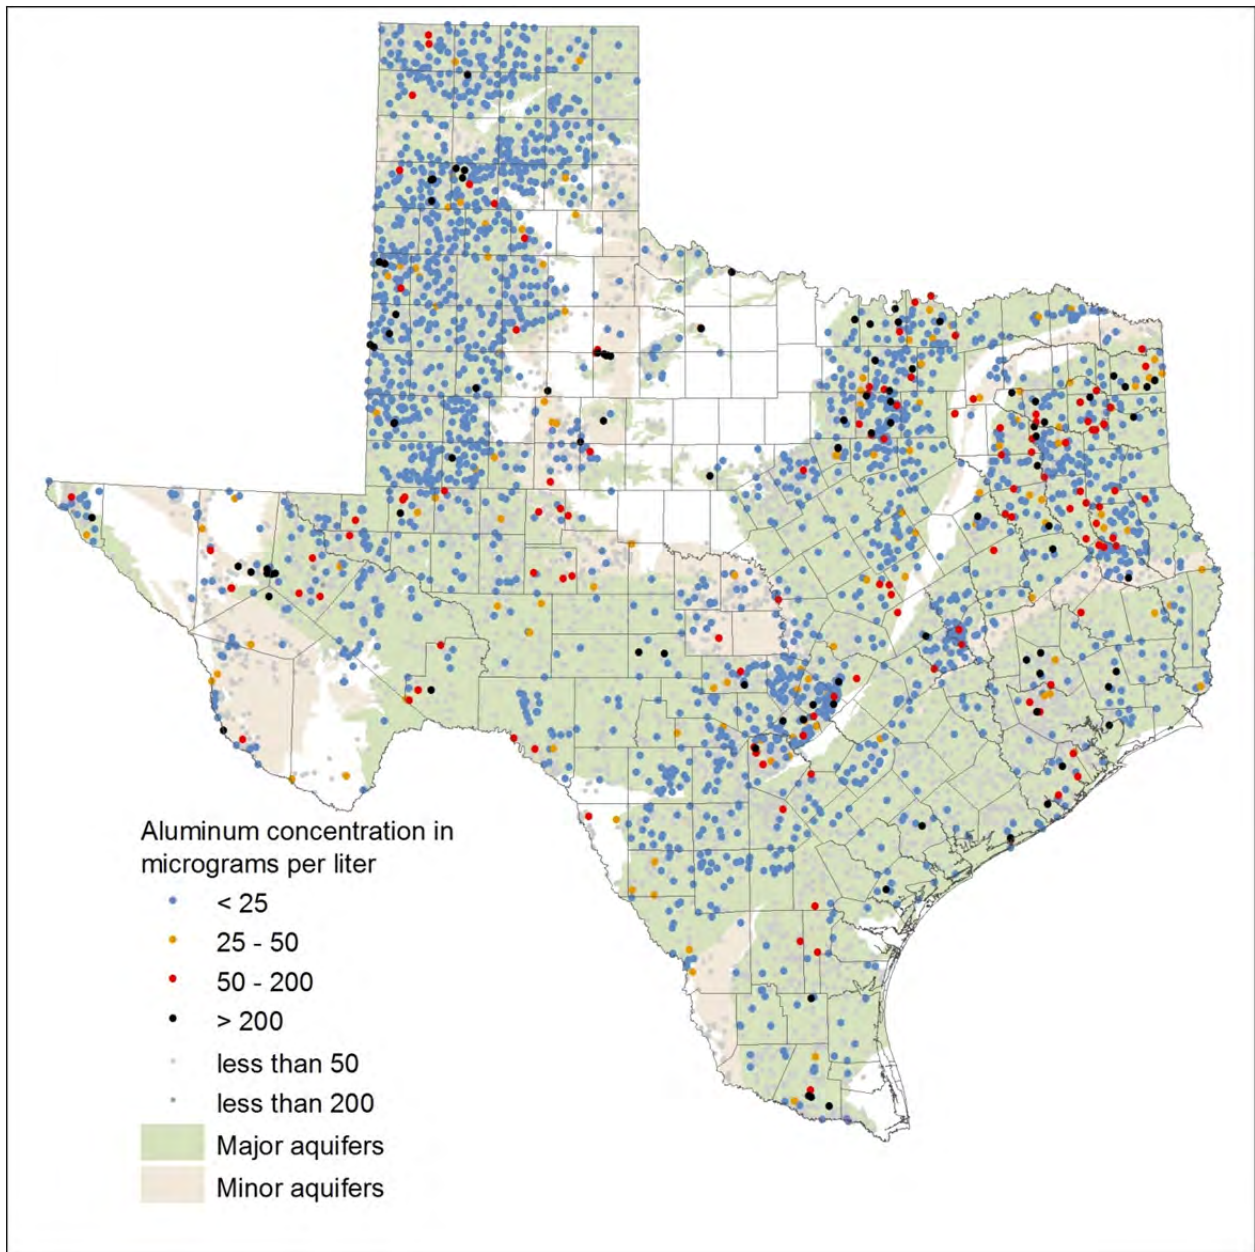 Aluminum concentration in
micrograms per liter
< 25
25 - 50
50 - 200
> 200
less than 50
less than 200
Major aquifers
Minor aquifers